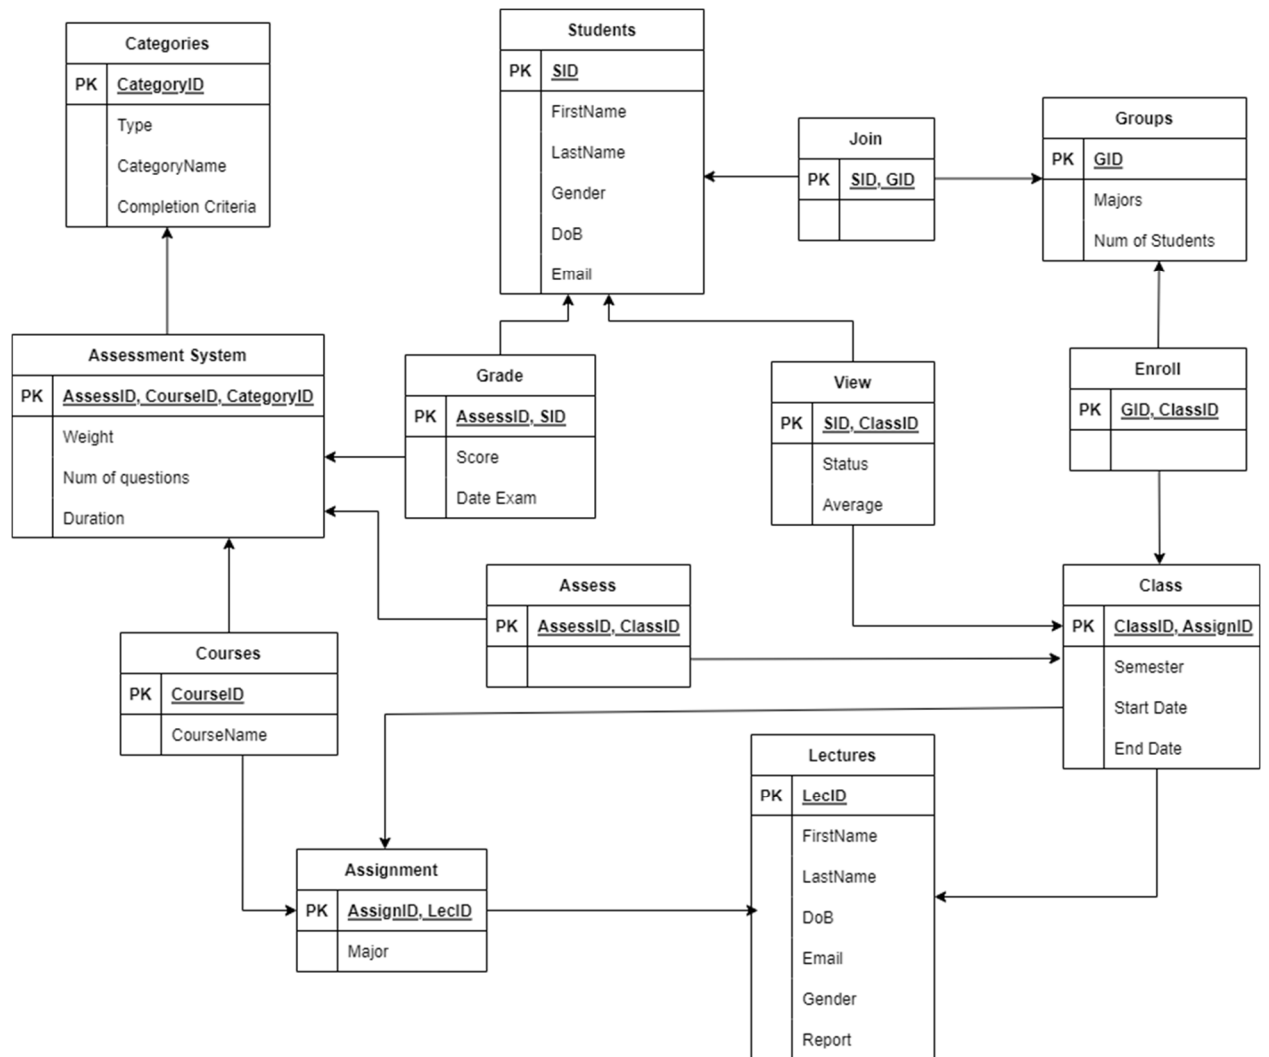 Categories
PK CategoryID
Type
CategoryName
Completion Criteria
Students
PK SID
FirstName
LastName
Gender
DoB
Email
Join
PK SID, GID
Groups
PK GID
Majors
Num of Students
Assessment System
PK AssessID, CourseID, CategoryID
Weight
Num of questions
Duration
Grade
PK AssessID, SID
Score
Date Exam
View
PK SID, ClassID
Status
Average
Enroll
PK GID, ClassID
Assess
PK AssessID, ClassID
Class
PK ClassID, AssignID
Semester
Start Date
End Date
Courses
PK CourseID
CourseName
Lectures
PK LecID
FirstName
LastName
DoB
Email
Gender
Report
Assignment
PK AssignID, LecID
Major